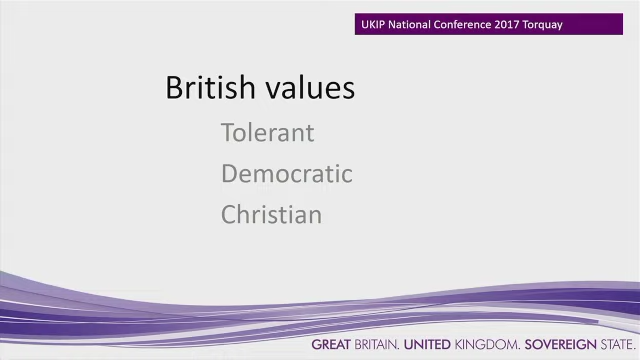 UKIP National Conference 2017 Torquay
British values
Tolerant
Democratic
Christian
GREAT BRITAIN. UNITED KINGDOM. SOVEREIGN STATE.